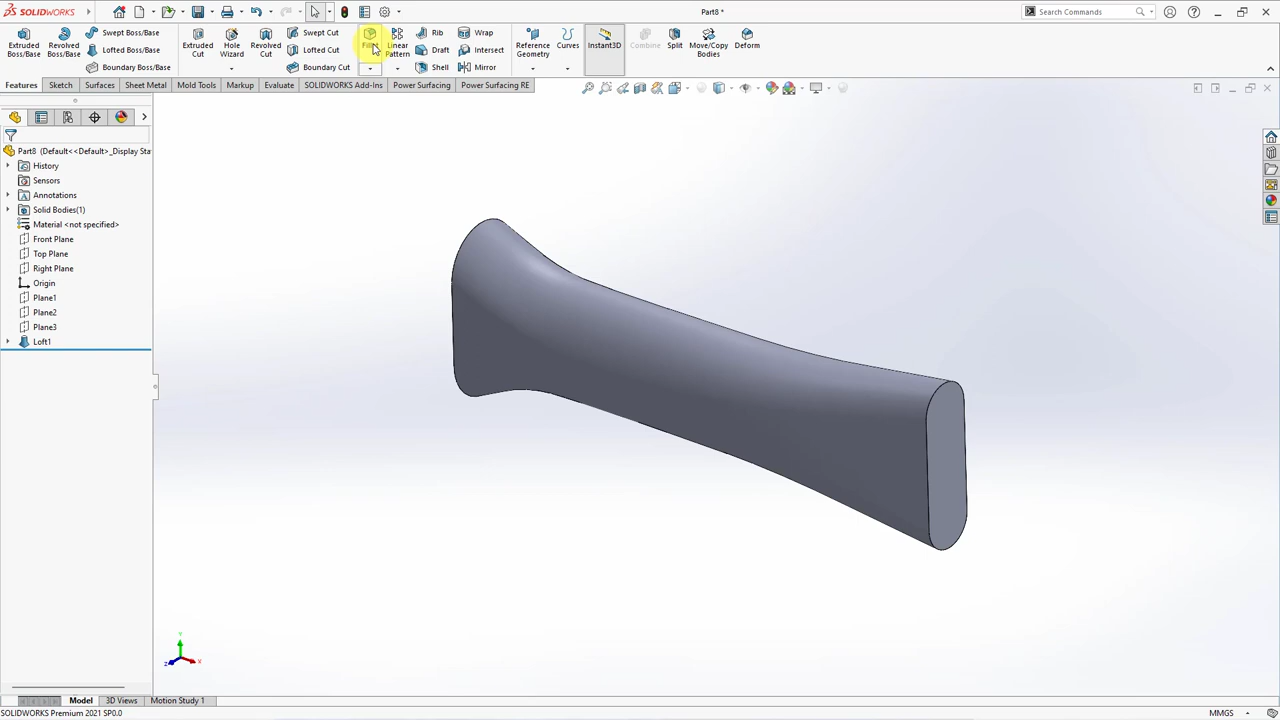 SOLIDWORKS
Part8 *
Search Commands
Extruded Boss/Base
Revolved Boss/Base
Swept Boss/Base
Lofted Boss/Base
Boundary Boss/Base
Extruded Cut
Hole Wizard
Revolved Cut
Swept Cut
Lofted Cut
Boundary Cut
Fillet
Linear Pattern
Rib
Draft
Shell
Wrap
Intersect
Mirror
Reference Geometry
Curves
Instant3D
Combine
Split
Move/Copy Bodies
Deform
Features
Sketch
Surfaces
Sheet Metal
Mold Tools
Markup
Evaluate
SOLIDWORKS Add-Ins
Power Surfacing
Power Surfacing RE
Part8 (Default<<Default>_Display Sta
History
Sensors
Annotations
Solid Bodies(1)
Material <not specified>
Front Plane
Top Plane
Right Plane
Origin
Plane1
Plane2
Plane3
Loft1
Y
Z
X
Model
3D Views
Motion Study 1
SOLIDWORKS Premium 2021 SP0.0
MMGS